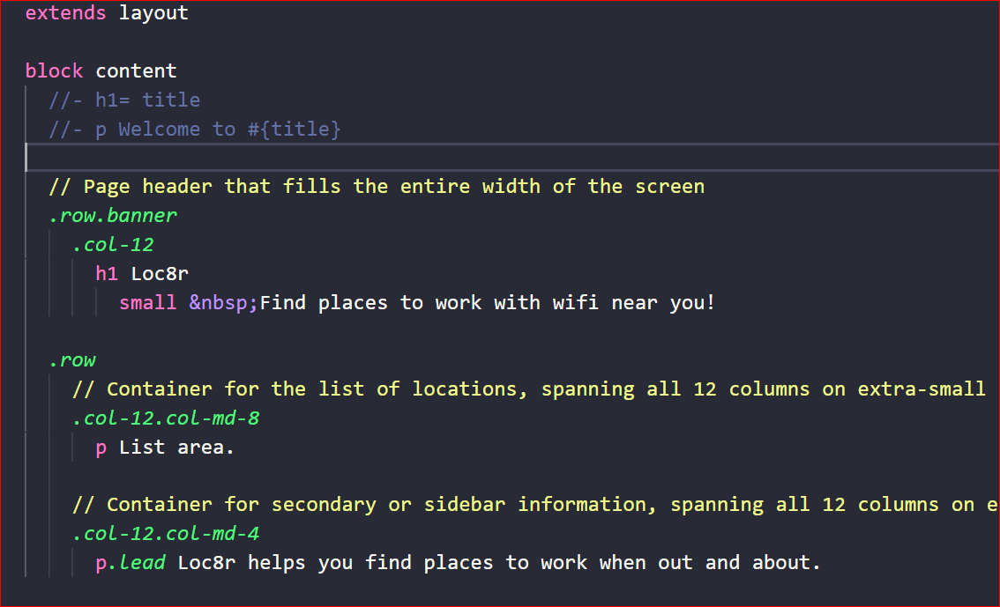 extends layout
block content
//- h1= title
//- p Welcome to #{title}
// Page header that fills the entire width of the screen
.row.banner
.col-12
h1 Loc8r
small &nbsp;Find places to work with wifi near you!
.row
// Container for the list of locations, spanning all 12 columns on extra-small
.col-12.col-md-8
p List area.
// Container for secondary or sidebar information, spanning all 12 columns on e
.col-12.col-md-4
p.lead Loc8r helps you find places to work when out and about.